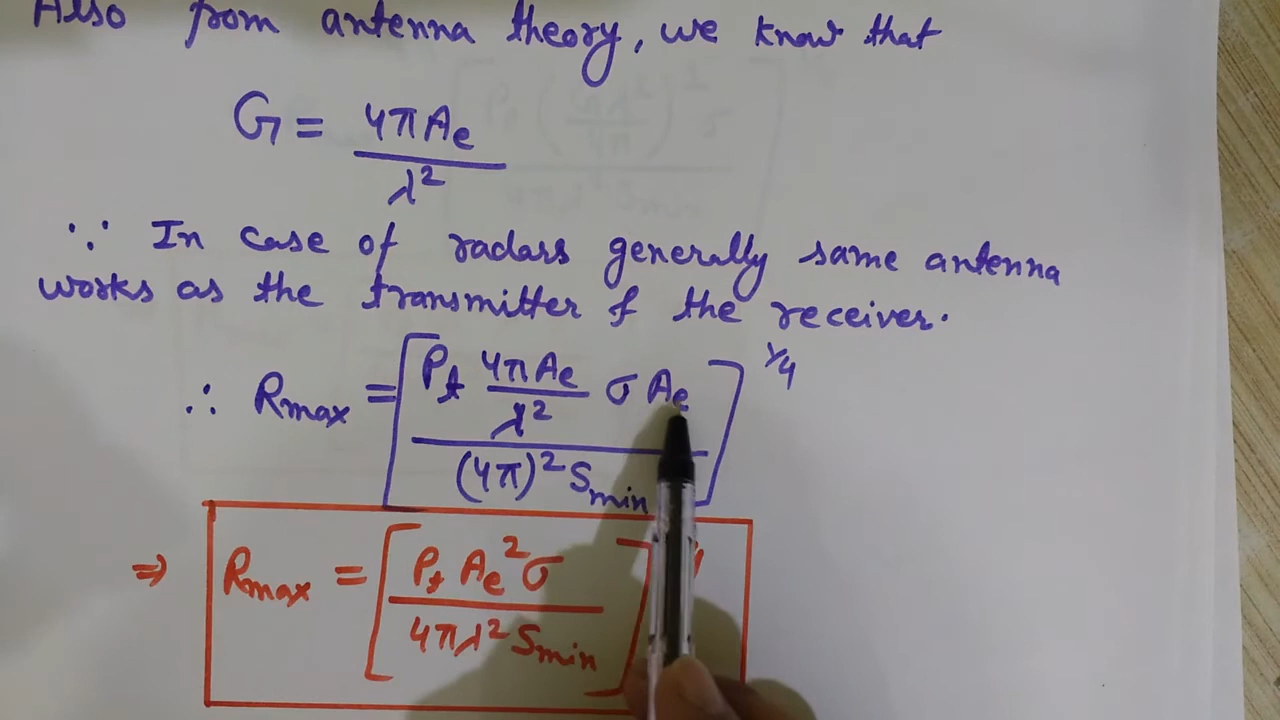 Also from antenna theory, we know that
G = 4πAe / λ²
∵ In case of radars generally same antenna
works as the transmitter & the receiver.
∴ Rmax = [Pt 4πAe/λ² σ Ae / (4π)² Smin]^1/4
⇒ Rmax = [Pt Ae² σ / 4πλ² Smin]